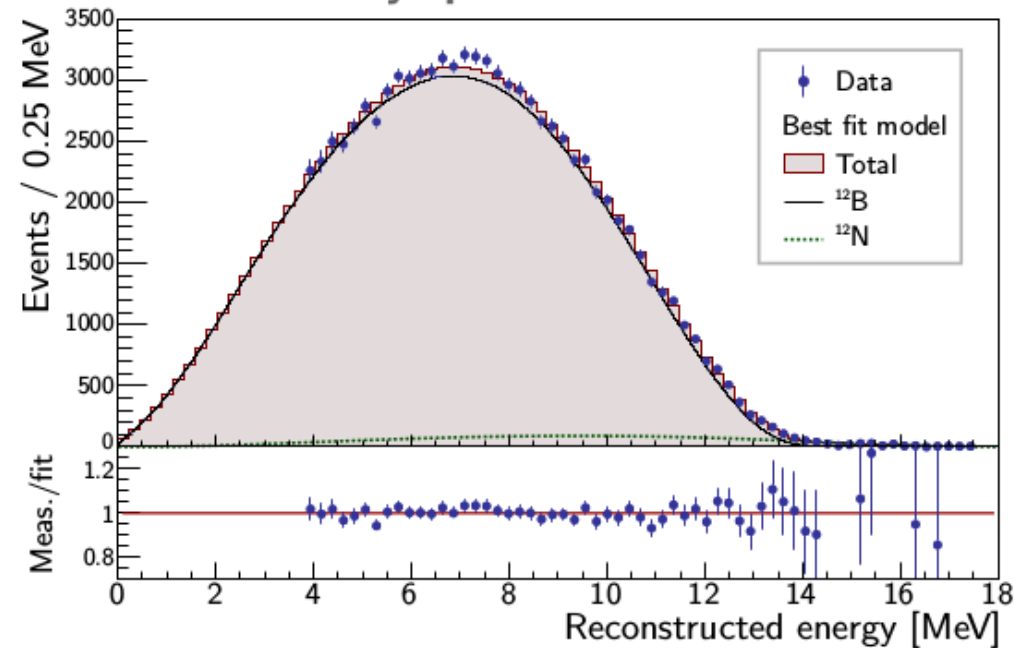 3500
3000
2500
2000
1500
1000
500
0
Events / 0.25 MeV
Data
Best fit model
Total
¹²B
¹²N
1.2
1
0.8
Meas./fit
0 2 4 6 8 10 12 14 16 18
Reconstructed energy [MeV]